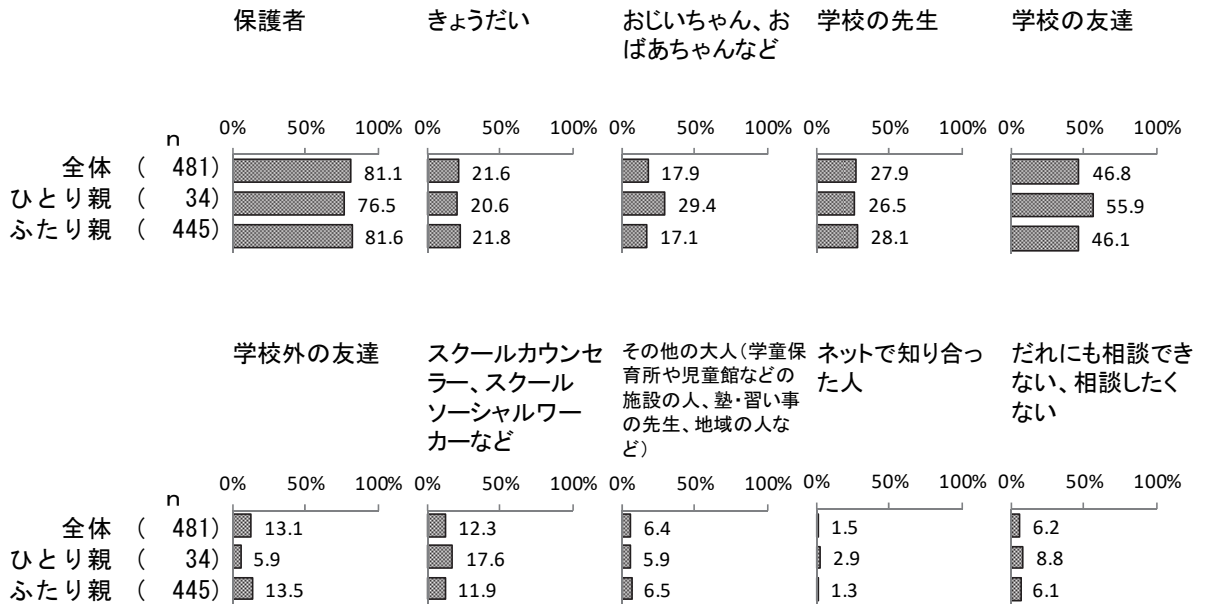 保護者 きょうだい おじいちゃん、お 学校の先生 学校の友達
ばあちゃんなど
n 0% 50% 100% 0% 50% 100% 0% 50% 100% 0% 50% 100% 0% 50% 100%
全体 ( 481) 81.1 21.6 17.9 27.9 46.8
ひとり親 ( 34) 76.5 20.6 29.4 26.5 55.9
ふたり親 ( 445) 81.6 21.8 17.1 28.1 46.1
学校外の友達 スクールカウンセ その他の大人(学童保 ネットで知り合っ だれにも相談でき
ラー、スクール 育所や児童館などの た人 ない、相談したく
ソーシャルワー 施設の人、塾・習い事 ない
カーなど の先生、地域の人な
ど)
n 0% 50% 100% 0% 50% 100% 0% 50% 100% 0% 50% 100% 0% 50% 100%
全体 ( 481) 13.1 12.3 6.4 1.5 6.2
ひとり親 ( 34) 5.9 17.6 5.9 2.9 8.8
ふたり親 ( 445) 13.5 11.9 6.5 1.3 6.1